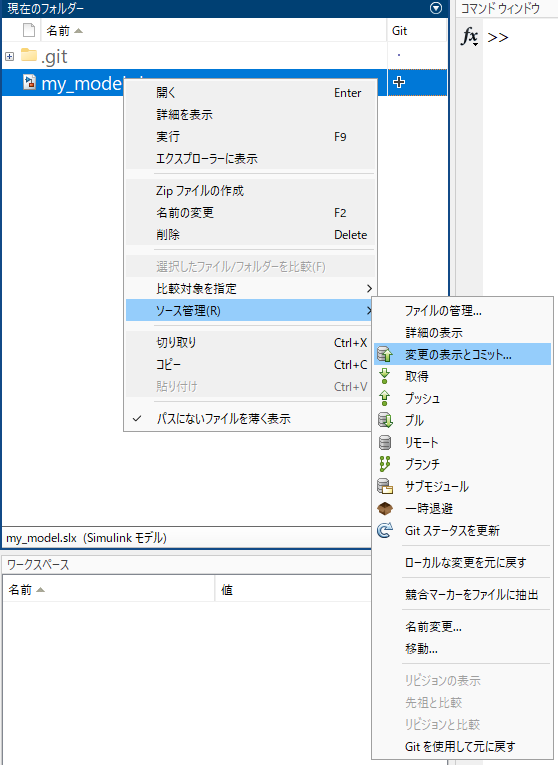 現在のフォルダー
名前
Git
.git
my_model
開く Enter
詳細を表示
実行 F9
エクスプローラーに表示
Zip ファイルの作成
名前の変更 F2
削除 Delete
選択したファイル/フォルダーを比較(F)
比較対象を指定
ソース管理(R)
切り取り Ctrl+X
コピー Ctrl+C
貼り付け Ctrl+V
パスにないファイルを薄く表示
ファイルの管理...
詳細の表示
変更の表示とコミット...
取得
プッシュ
プル
リモート
ブランチ
サブモジュール
一時退避
Git ステータスを更新
ローカルな変更を元に戻す
競合マーカーをファイルに抽出
名前変更...
移動...
リビジョンの表示
先祖と比較
リビジョンと比較
Git を使用して元に戻す
my_model.slx (Simulink モデル)
ワークスペース
名前
値
コマンド ウィンドウ
fx >>